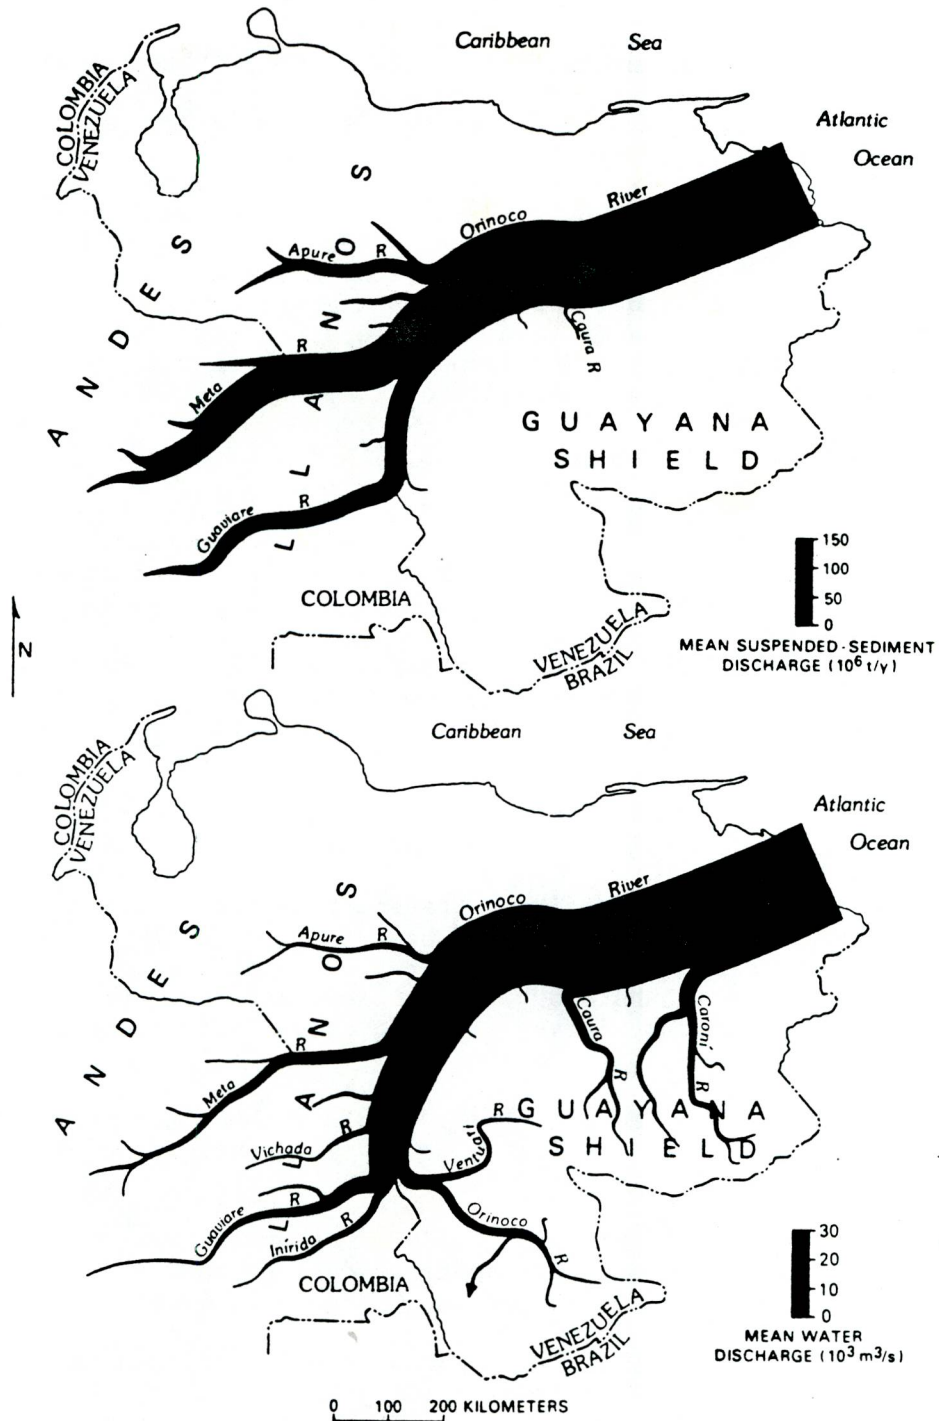 Caribbean Sea
COLOMBIA
VENEZUELA
Atlantic
Ocean
Orinoco River
Apure R
ANDES
LLANOS
Meta R
Caura R
GUAYANA
SHIELD
Guaviare R
150
100
50
0
COLOMBIA
VENEZUELA
BRAZIL
MEAN SUSPENDED-SEDIMENT
DISCHARGE (10⁶ t/y)
N
Caribbean Sea
COLOMBIA
VENEZUELA
Atlantic
Ocean
Orinoco River
Apure R
ANDES
LLANOS
Meta R
Caura R
Caroní R
GUAYANA
SHIELD
Vichada R
Ventuari R
Guaviare R
Inírida R
Orinoco R
30
20
10
0
COLOMBIA
VENEZUELA
BRAZIL
MEAN WATER
DISCHARGE (10³ m³/s)
0 100 200 KILOMETERS